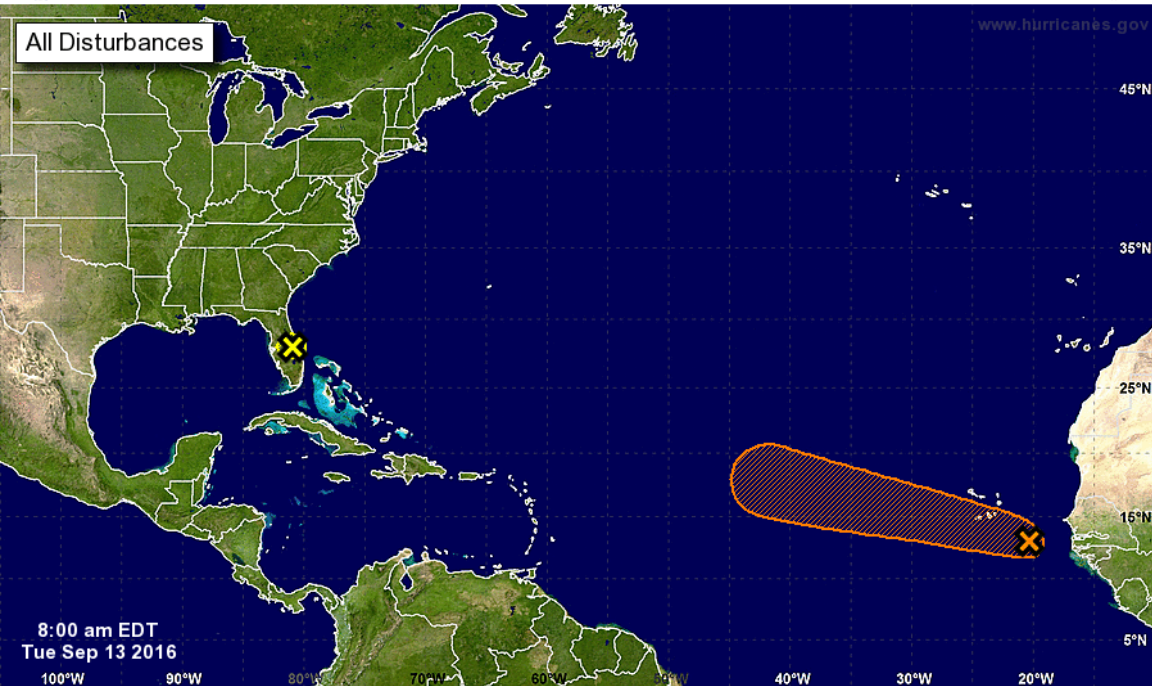 www.hurricanes.gov
All Disturbances
45°N
35°N
25°N
15°N
8:00 am EDT
Tue Sep 13 2016
5°N
100°W 90°W 80°W 70°W 60°W 50°W 40°W 30°W 20°W